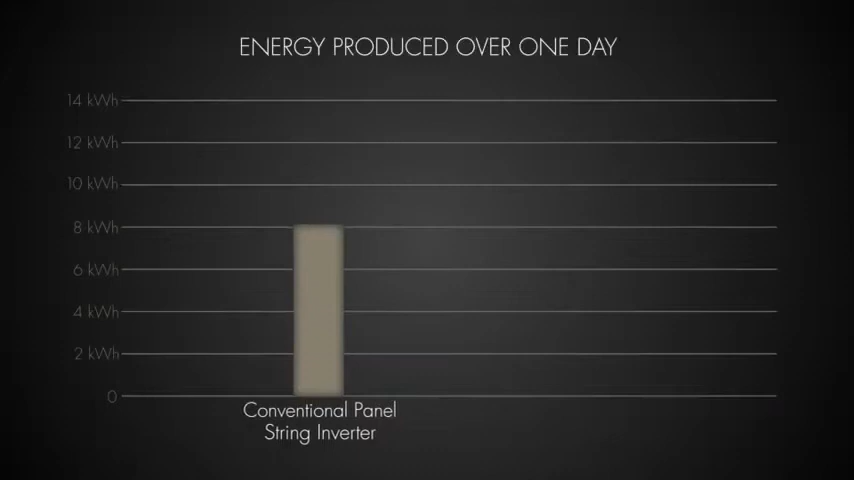 ENERGY PRODUCED OVER ONE DAY
14 kWh
12 kWh
10 kWh
8 kWh
6 kWh
4 kWh
2 kWh
0
Conventional Panel
String Inverter